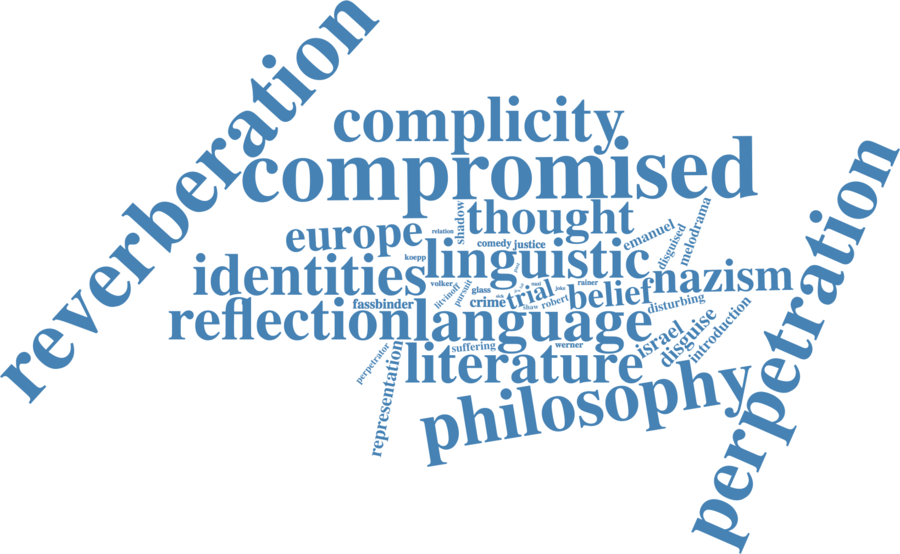 reverberation
complicity
compromised
perpetration
shadow
thought
relation
europe
comedy
justice
emanuel
disguised
melodrama
koepp
linguistic
identities
volker
litvinoff
pursuit
glass
crime
trial
shaw
robert
joke
rainer
belief
nazism
fassbinder
disturbing
reflection
language
israel
disguise
introduction
perpetrator
representation
suffering
werner
literature
philosophy